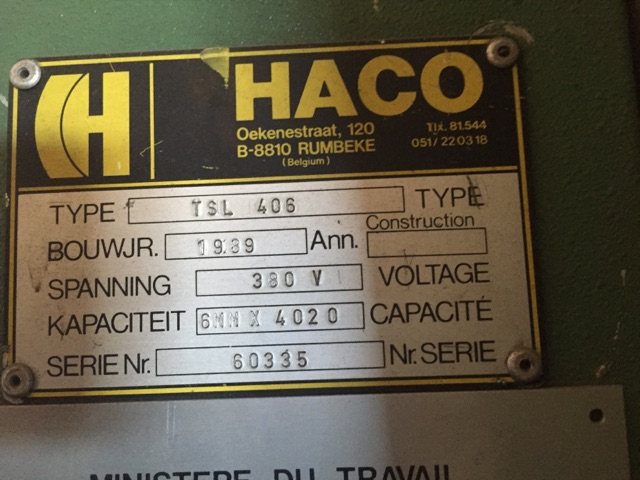 H HACO
Oekenestraat, 120 Tlx. 81.544
B-8810 RUMBEKE 051/220318
(Belgium)
TYPE TSL 406 TYPE
BOUWJR. 1989 Ann. Construction
SPANNING 380 V VOLTAGE
KAPACITEIT 6MM X 4020 CAPACITÉ
SERIE Nr. 60335 Nr. SERIE
MINISTERE DU TRAVAIL